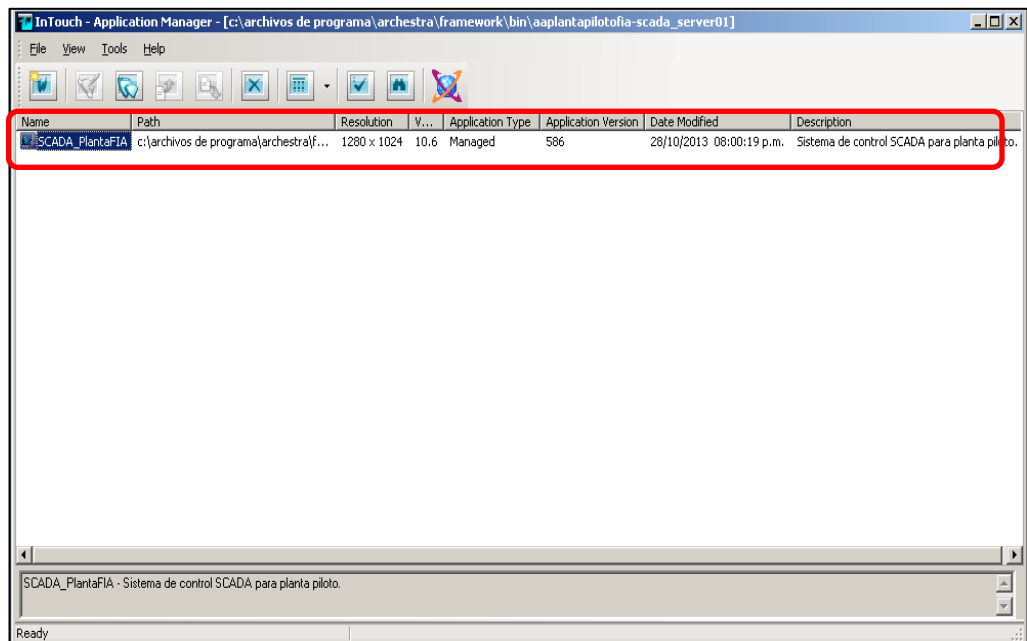 InTouch - Application Manager - [c:\archivos de programa\archestra\framework\bin\aaplantapilotofia-scada_server01]
File View Tools Help
Name Path Resolution V... Application Type Application Version Date Modified Description
SCADA_PlantaFIA c:\archivos de programa\archestra\f... 1280 x 1024 10.6 Managed 586 28/10/2013 08:00:19 p.m. Sistema de control SCADA para planta piloto.
SCADA_PlantaFIA - Sistema de control SCADA para planta piloto.
Ready